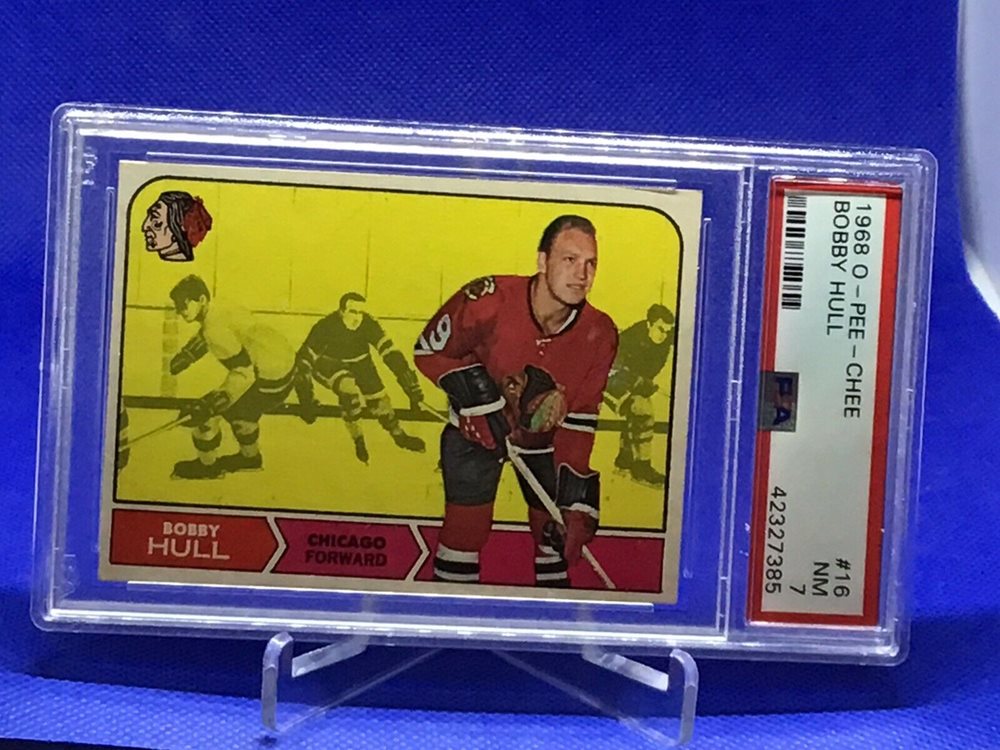 BOBBY
HULL
CHICAGO
FORWARD
9
1968 O-PEE-CHEE
BOBBY HULL
PSA
#16
NM
7
42327385